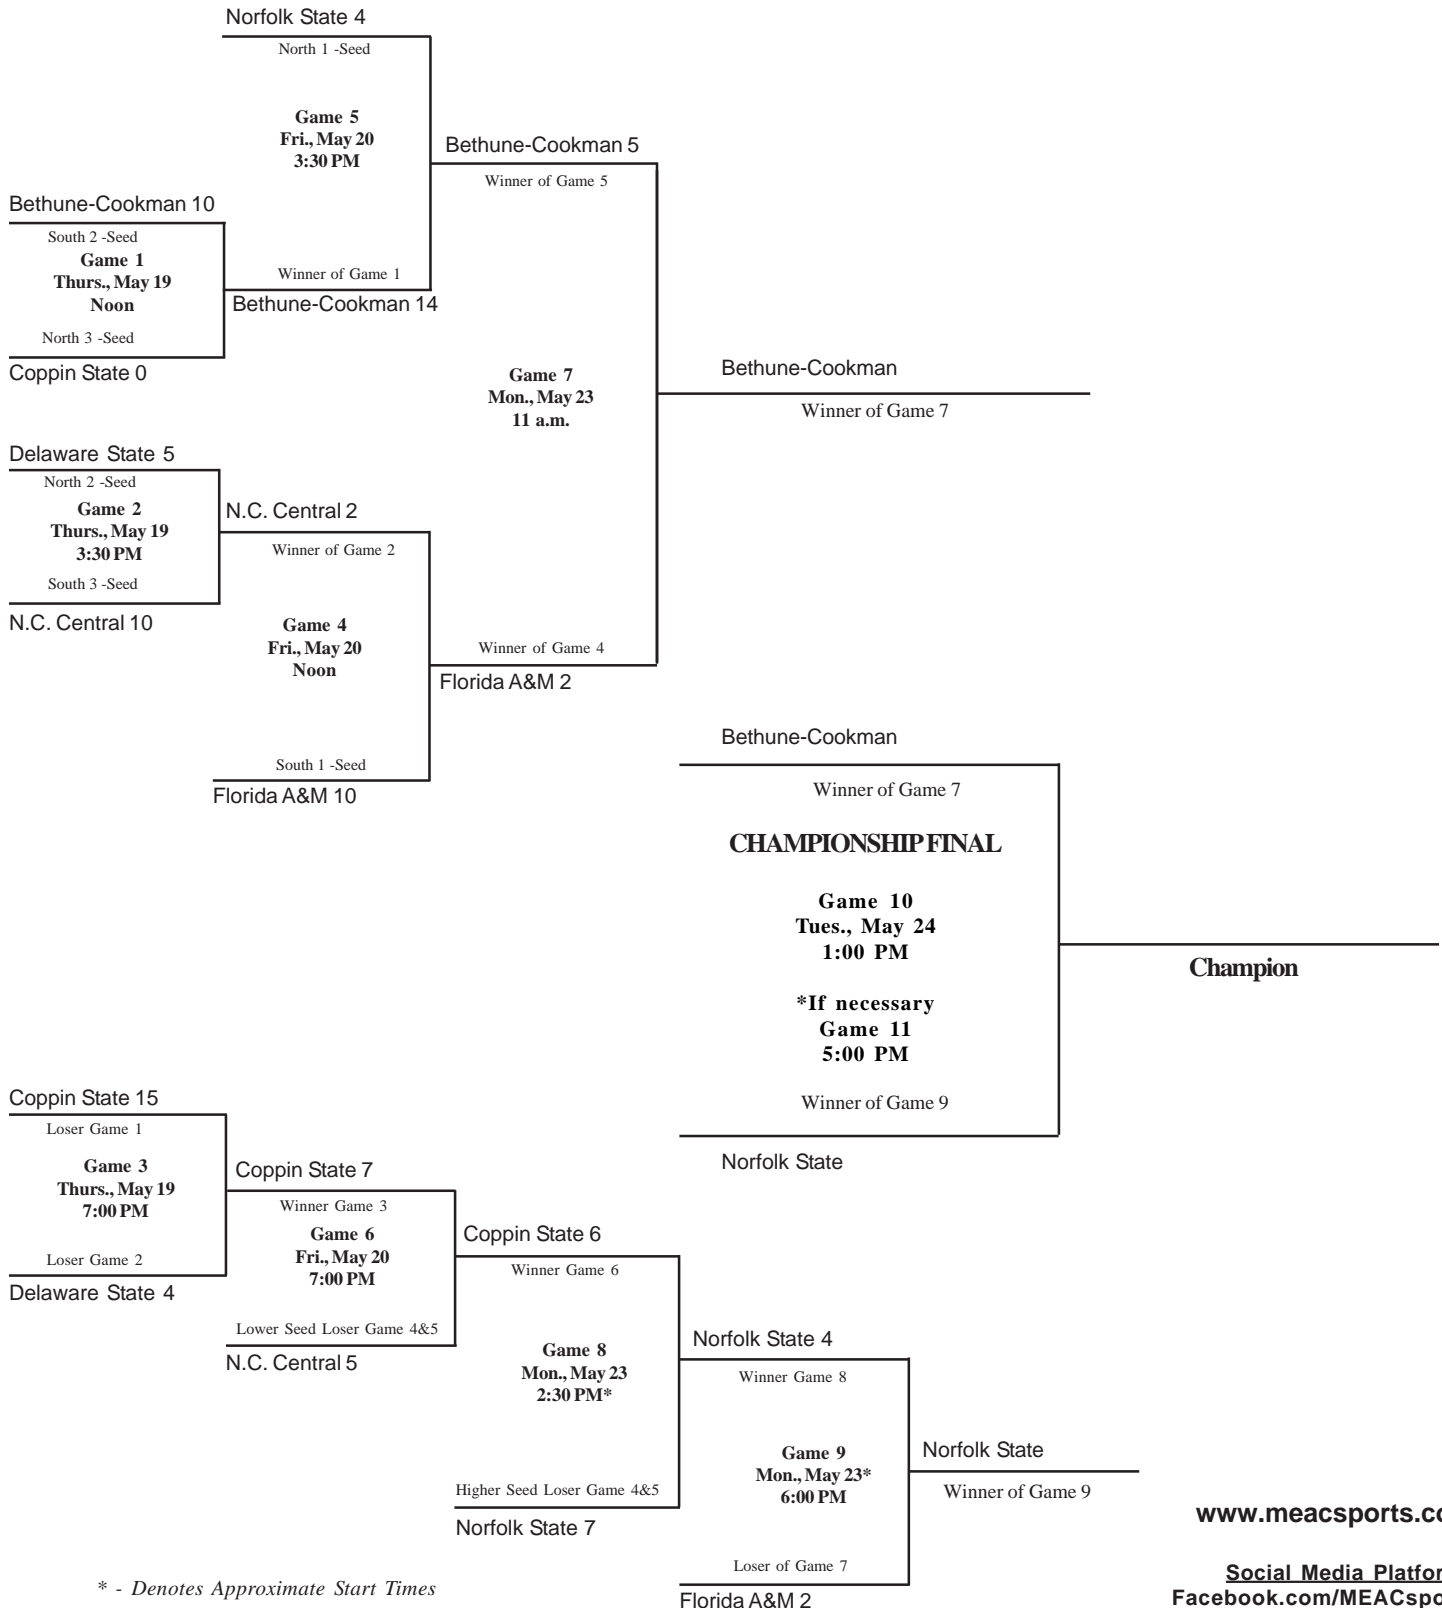 Norfolk State 4
North 1 -Seed
Game 5
Fri., May 20
3:30 PM
Bethune-Cookman 5
Winner of Game 5
Bethune-Cookman 10
South 2 -Seed
Game 1
Thurs., May 19
Noon
North 3 -Seed
Coppin State 0
Winner of Game 1
Bethune-Cookman 14
Game 7
Mon., May 23
11 a.m.
Bethune-Cookman
Winner of Game 7
Delaware State 5
North 2 -Seed
Game 2
Thurs., May 19
3:30 PM
South 3 -Seed
N.C. Central 10
N.C. Central 2
Winner of Game 2
Game 4
Fri., May 20
Noon
Winner of Game 4
Florida A&M 2
South 1 -Seed
Florida A&M 10
Bethune-Cookman
Winner of Game 7
CHAMPIONSHIP FINAL
Game 10
Tues., May 24
1:00 PM
*If necessary
Game 11
5:00 PM
Winner of Game 9
Norfolk State
Champion
Coppin State 15
Loser Game 1
Game 3
Thurs., May 19
7:00 PM
Loser Game 2
Delaware State 4
Coppin State 7
Winner Game 3
Game 6
Fri., May 20
7:00 PM
Lower Seed Loser Game 4&5
N.C. Central 5
Coppin State 6
Winner Game 6
Game 8
Mon., May 23
2:30 PM*
Higher Seed Loser Game 4&5
Norfolk State 7
Norfolk State 4
Winner Game 8
Game 9
Mon., May 23*
6:00 PM
Loser of Game 7
Florida A&M 2
Norfolk State
Winner of Game 9
* - Denotes Approximate Start Times
www.meacsports.co
Social Media Platfor
Facebook.com/MEACspo